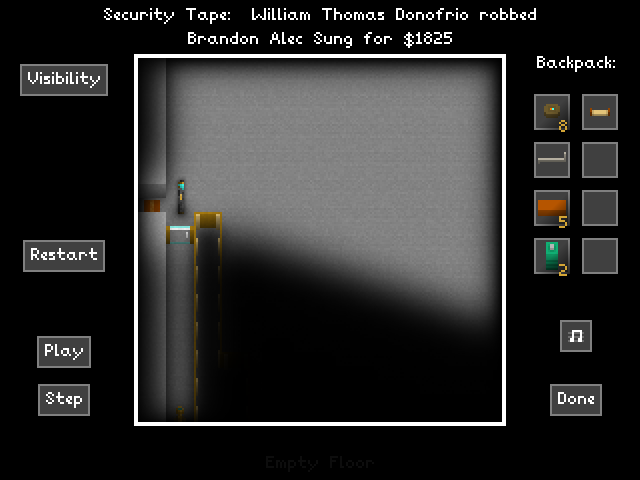 Security Tape:  William Thomas Donofrio robbed
Brandon Alec Sung for $1825
Visibility
Backpack:
8
5
Restart
2
Play
Step
Done
Empty Floor